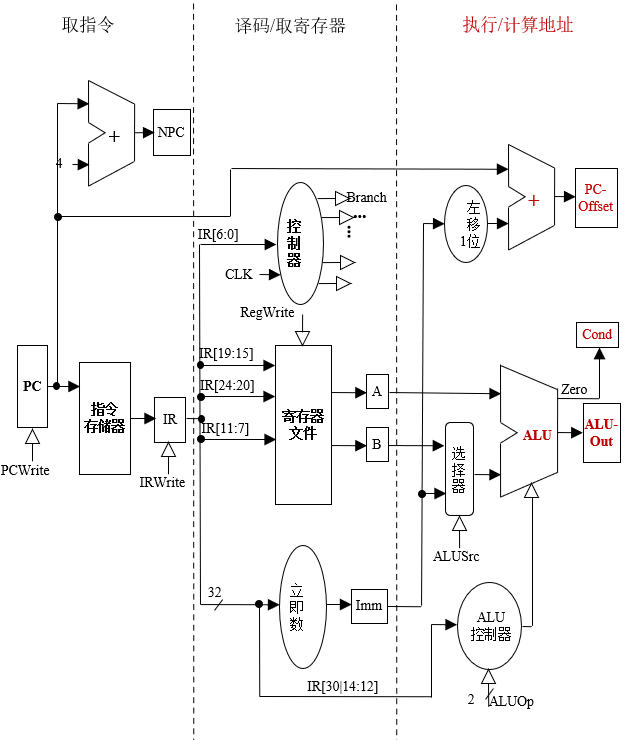 取指令
译码/取寄存器
执行/计算地址
+
NPC
4
PC-
Offset
+
左
移
1位
Branch
控
制
器
IR[6:0]
CLK
RegWrite
Cond
IR[19:15]
PC
A
Zero
IR[24:20]
指令
存储器
IR
寄存器
文件
ALU
ALU-
Out
IR[11:7]
B
选
择
器
PCWrite
IRWrite
ALUSrc
32
立
即
数
Imm
ALU
控制器
IR[30|14:12]
2
ALUOp